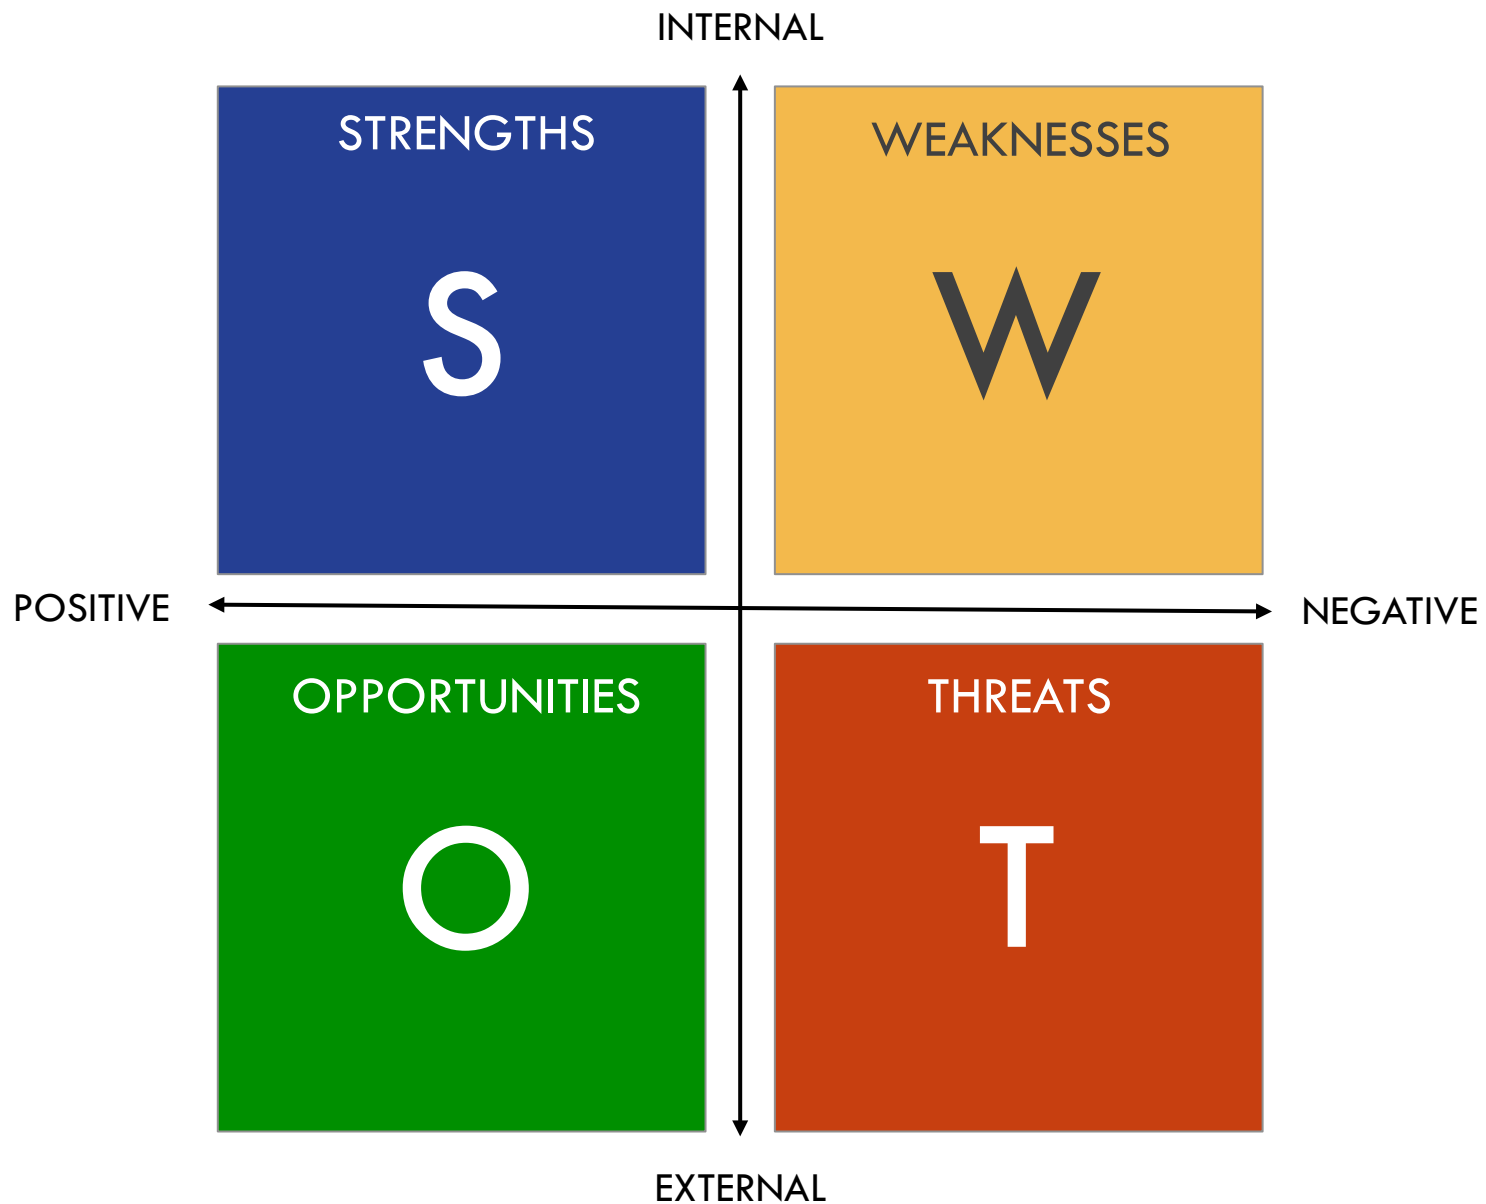 INTERNAL
STRENGTHS
WEAKNESSES
S
W
POSITIVE
NEGATIVE
OPPORTUNITIES
THREATS
O
T
EXTERNAL